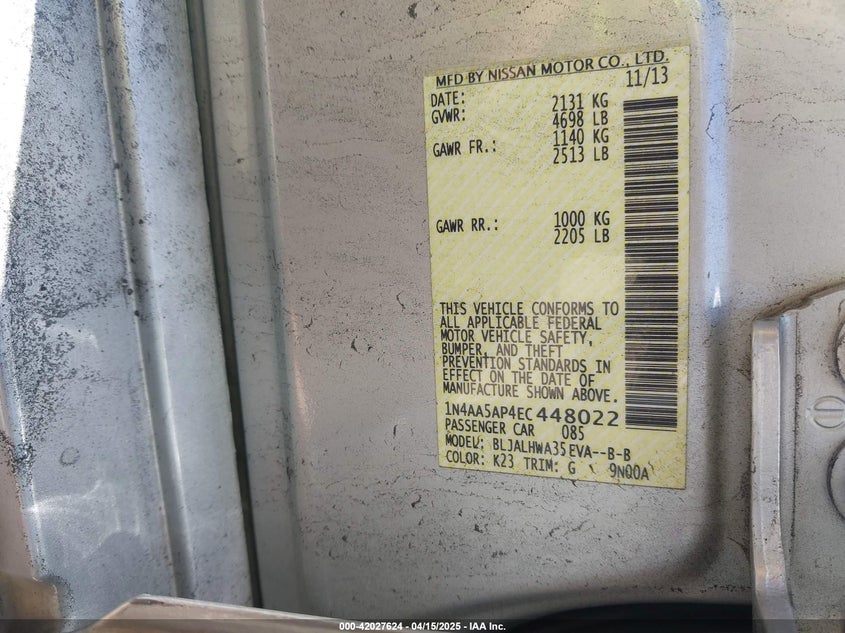 MFD BY NISSAN MOTOR CO., LTD.
DATE: 11/13
GVWR: 2131 KG
4698 LB
GAWR FR.: 1140 KG
2513 LB
GAWR RR.: 1000 KG
2205 LB
THIS VEHICLE CONFORMS TO
ALL APPLICABLE FEDERAL
MOTOR VEHICLE SAFETY,
BUMPER, AND THEFT
PREVENTION STANDARDS IN
EFFECT ON THE DATE OF
MANUFACTURE SHOWN ABOVE.
1N4AA5AP4EC448022
PASSENGER CAR 085
MODEL: BLJALHWA35EVA--B-B
COLOR: K23 TRIM: G 9NQ0A
000-42027624 04/15/2025 - IAA Inc.